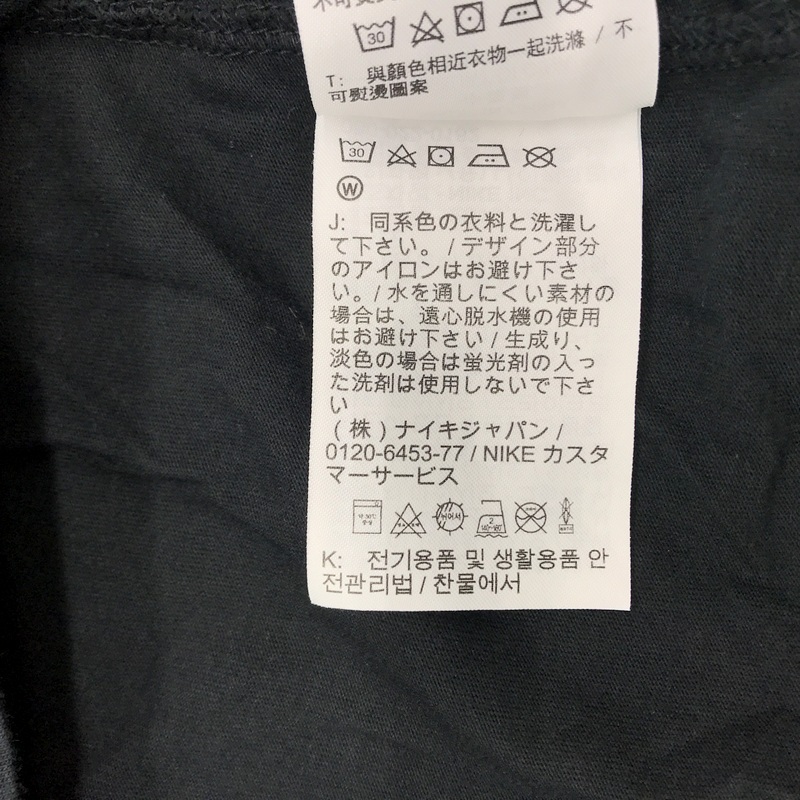 30
T: 與顏色相近衣物一起洗滌 / 不
可熨燙圖案
30
W
J: 同系色の衣料と洗濯し
て下さい。 / デザイン部分
のアイロンはお避け下さ
い。/ 水を通しにくい素材の
場合は、遠心脱水機の使用
はお避け下さい / 生成り、
淡色の場合は蛍光剤の入っ
た洗剤は使用しないで下さ
い
(株) ナイキジャパン /
0120-6453-77 / NIKE カスタ
マーサービス
K: 전기용품 및 생활용품 안
전관리법 / 찬물에서